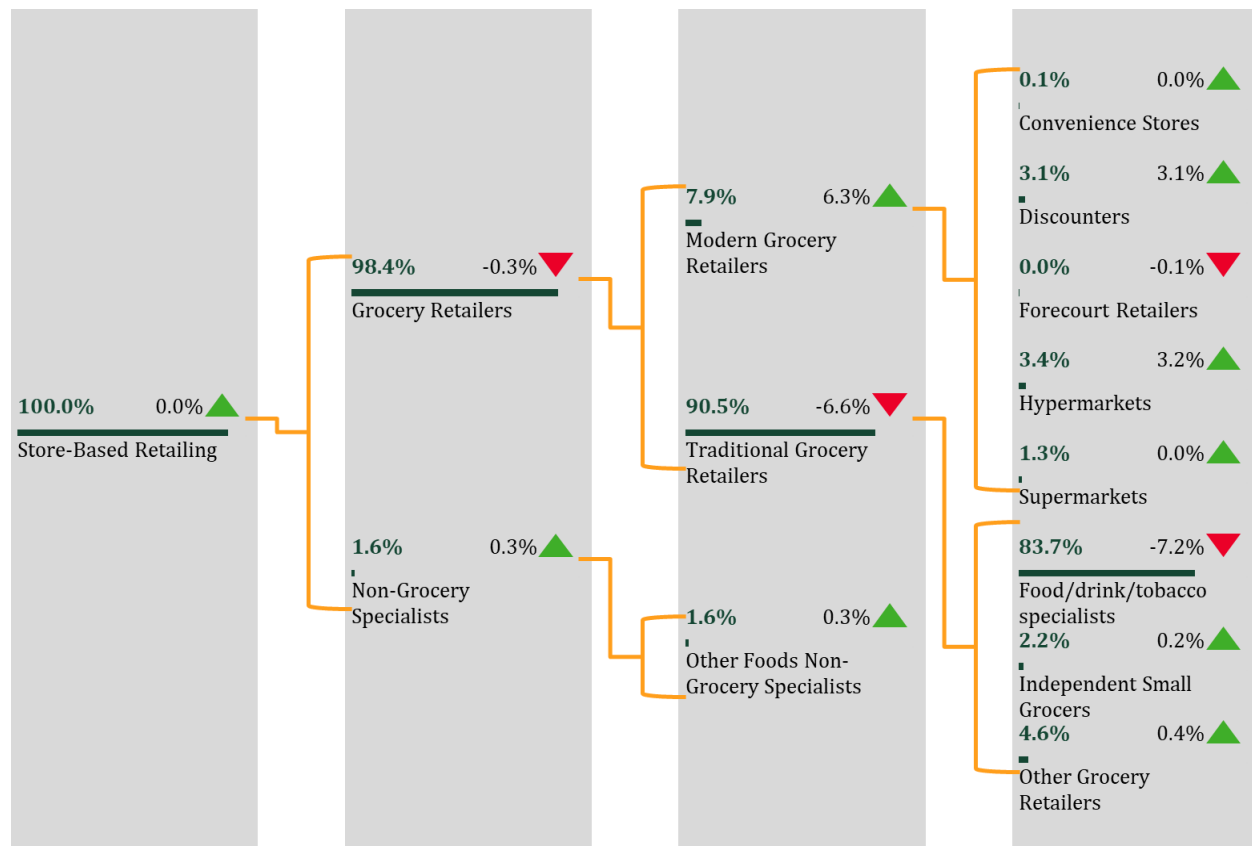 100.0% 0.0%
Store-Based Retailing
98.4% -0.3%
Grocery Retailers
1.6% 0.3%
Non-Grocery
Specialists
7.9% 6.3%
Modern Grocery
Retailers
90.5% -6.6%
Traditional Grocery
Retailers
1.6% 0.3%
Other Foods Non-
Grocery Specialists
0.1% 0.0%
Convenience Stores
3.1% 3.1%
Discounters
0.0% -0.1%
Forecourt Retailers
3.4% 3.2%
Hypermarkets
1.3% 0.0%
Supermarkets
83.7% -7.2%
Food/drink/tobacco
specialists
2.2% 0.2%
Independent Small
Grocers
4.6% 0.4%
Other Grocery
Retailers